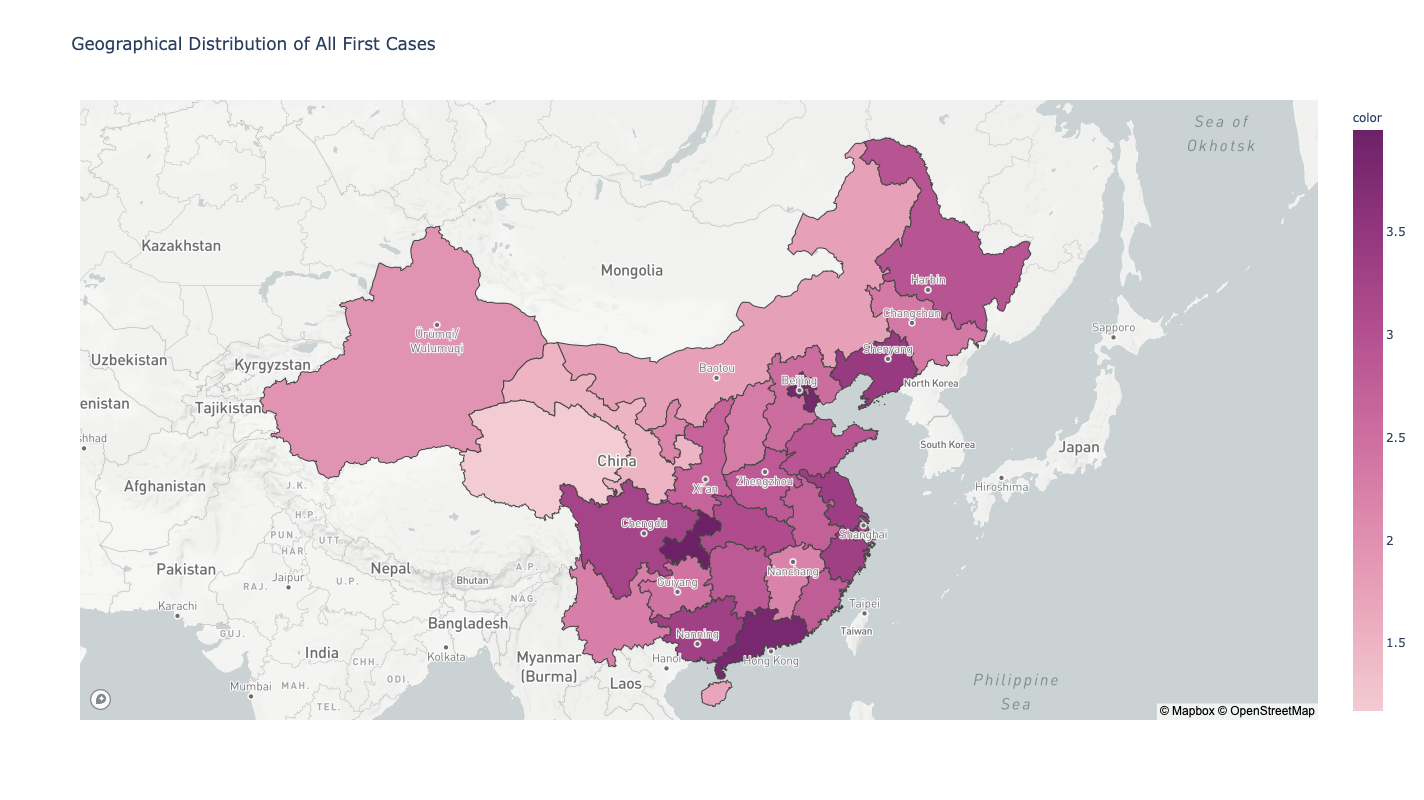 Geographical Distribution of All First Cases
color
Sea of
Okhotsk
Kazakhstan
Mongolia
Harbin
Changchun
Sapporo
Ürümqi/
Wulumuqi
Shenyang
Uzbekistan
Kyrgyzstan
Baotou
Beijing
North Korea
enistan
Tajikistan
hhad
China
South Korea
Japan
Afghanistan
J.K.
Xi'an
Zhengzhou
Hiroshima
H.P.
Chengdu
PUN.
UTT.
Shanghai
HAR.
Pakistan
Nepal
A.P.
Nanchang
RAJ.
Jaipur
U.P.
Bhutan
Guiyang
Karachi
NAG.
Taipei
GUJ.
Bangladesh
Nanning
Taiwan
India
CHH.
Kolkata
Myanmar
(Burma)
Hanoi
Hong Kong
Mumbai
MAH.
ODI.
Laos
Philippine
Sea
TEL.
© Mapbox © OpenStreetMap
3.5
3
2.5
2
1.5